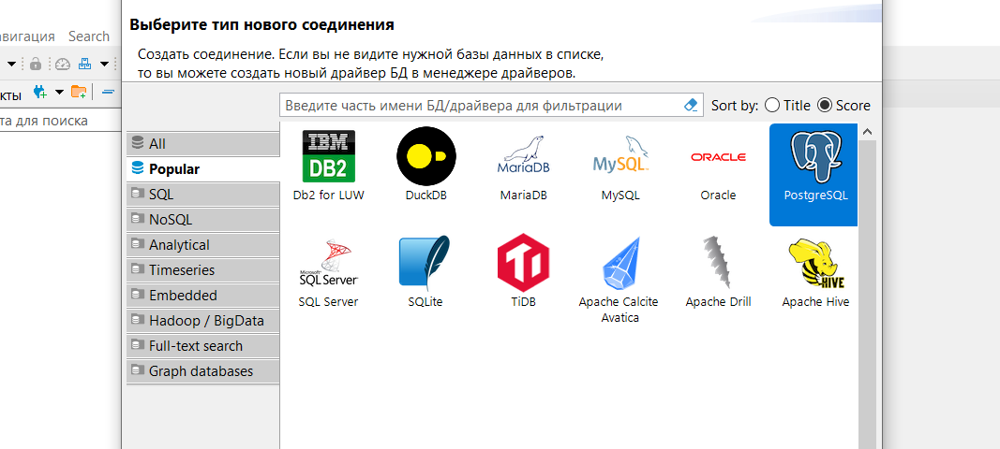 Выберите тип нового соединения
Создать соединение. Если вы не видите нужной базы данных в списке,
то вы можете создать новый драйвер БД в менеджере драйверов.
авигация Search
кты
та для поиска
Введите часть имени БД/драйвера для фильтрации
Sort by: Title Score
All
Popular
SQL
NoSQL
Analytical
Timeseries
Embedded
Hadoop / BigData
Full-text search
Graph databases
IBM
DB2
Db2 for LUW
DuckDB
MariaDB
MariaDB
MySQL
MySQL
ORACLE
Oracle
PostgreSQL
Microsoft
SQL Server
SQL Server
SQLite
TiDB
Apache Calcite
Avatica
Apache Drill
HIVE
Apache Hive